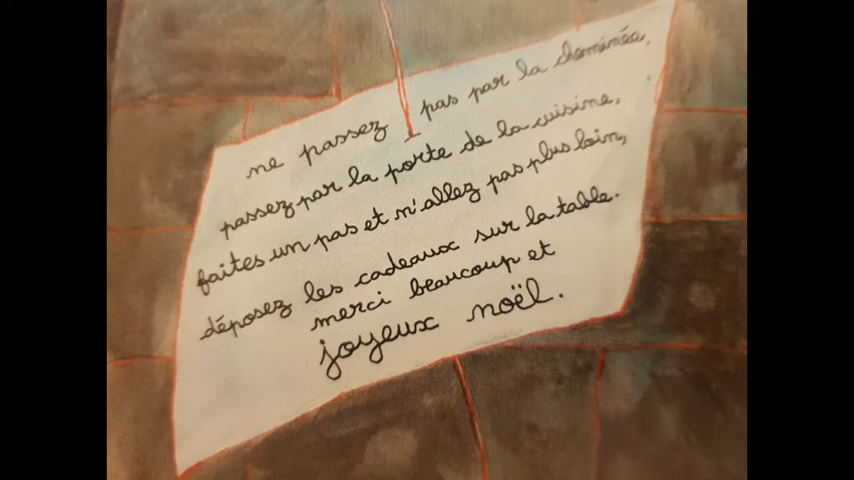 ne passez pas par la cheminée,
passez par la porte de la cuisine,
faites un pas et n'allez pas plus loin,
déposez les cadeaux sur la table.
merci beaucoup et
joyeux noël.